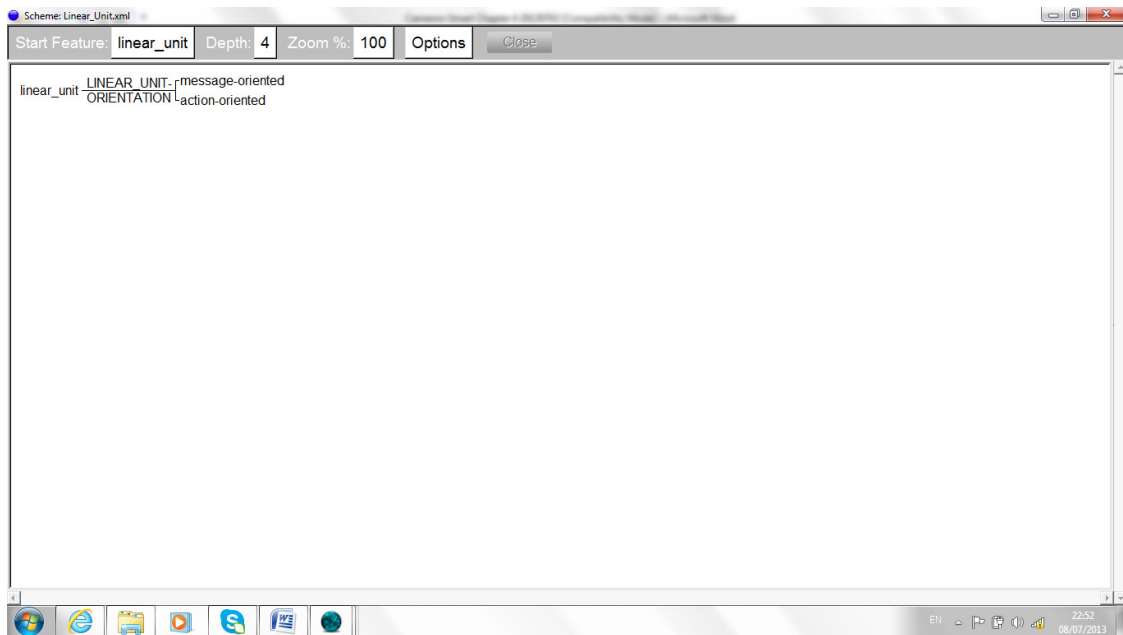 Scheme: Linear_Unit.xml
Start Feature: linear_unit Depth: 4 Zoom %: 100 Options Close
linear_unit LINEAR_UNIT-ORIENTATION message-oriented
action-oriented
EN 22:52
08/07/2013